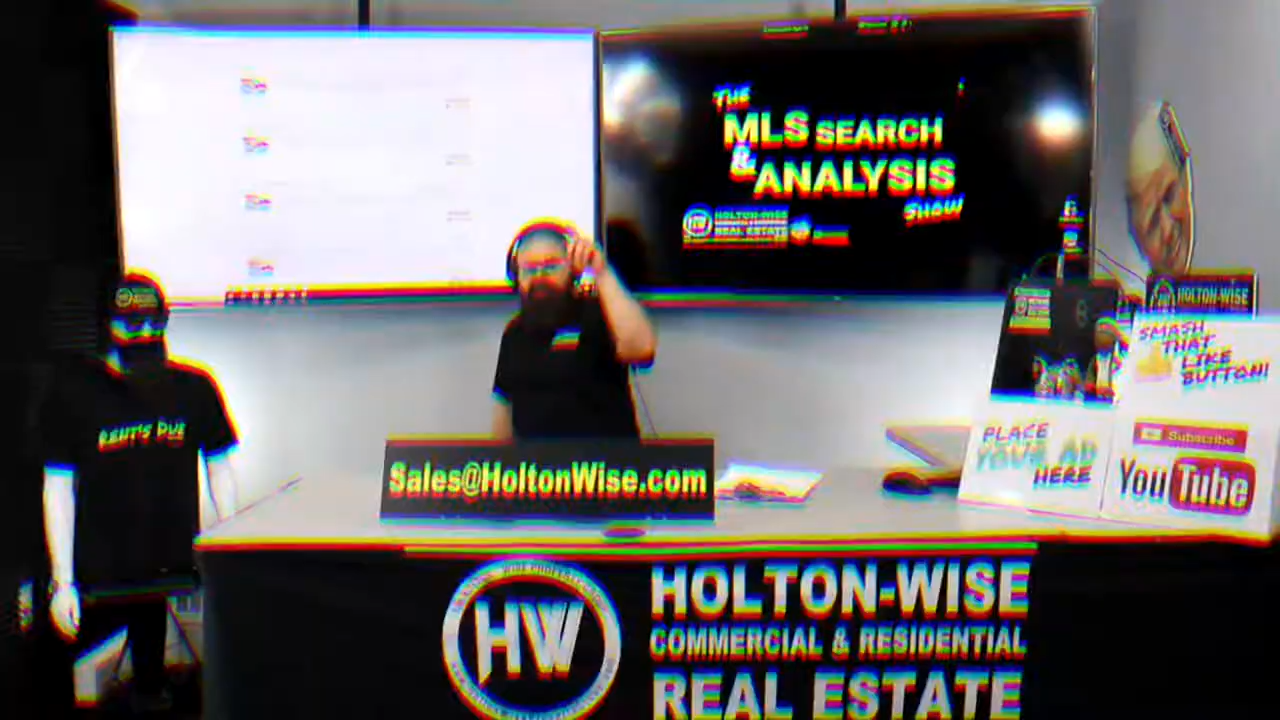 THE
MLS SEARCH
& ANALYSIS
SHOW
HOLTON-WISE
REAL ESTATE
HW
RENT'S DUE
Sales@HoltonWise.com
HOLTON-WISE
SMASH
THAT
LIKE
BUTTON!
PLACE
YOUR AD
HERE
Subscribe
YouTube
HW
HOLTON-WISE
COMMERCIAL & RESIDENTIAL
REAL ESTATE